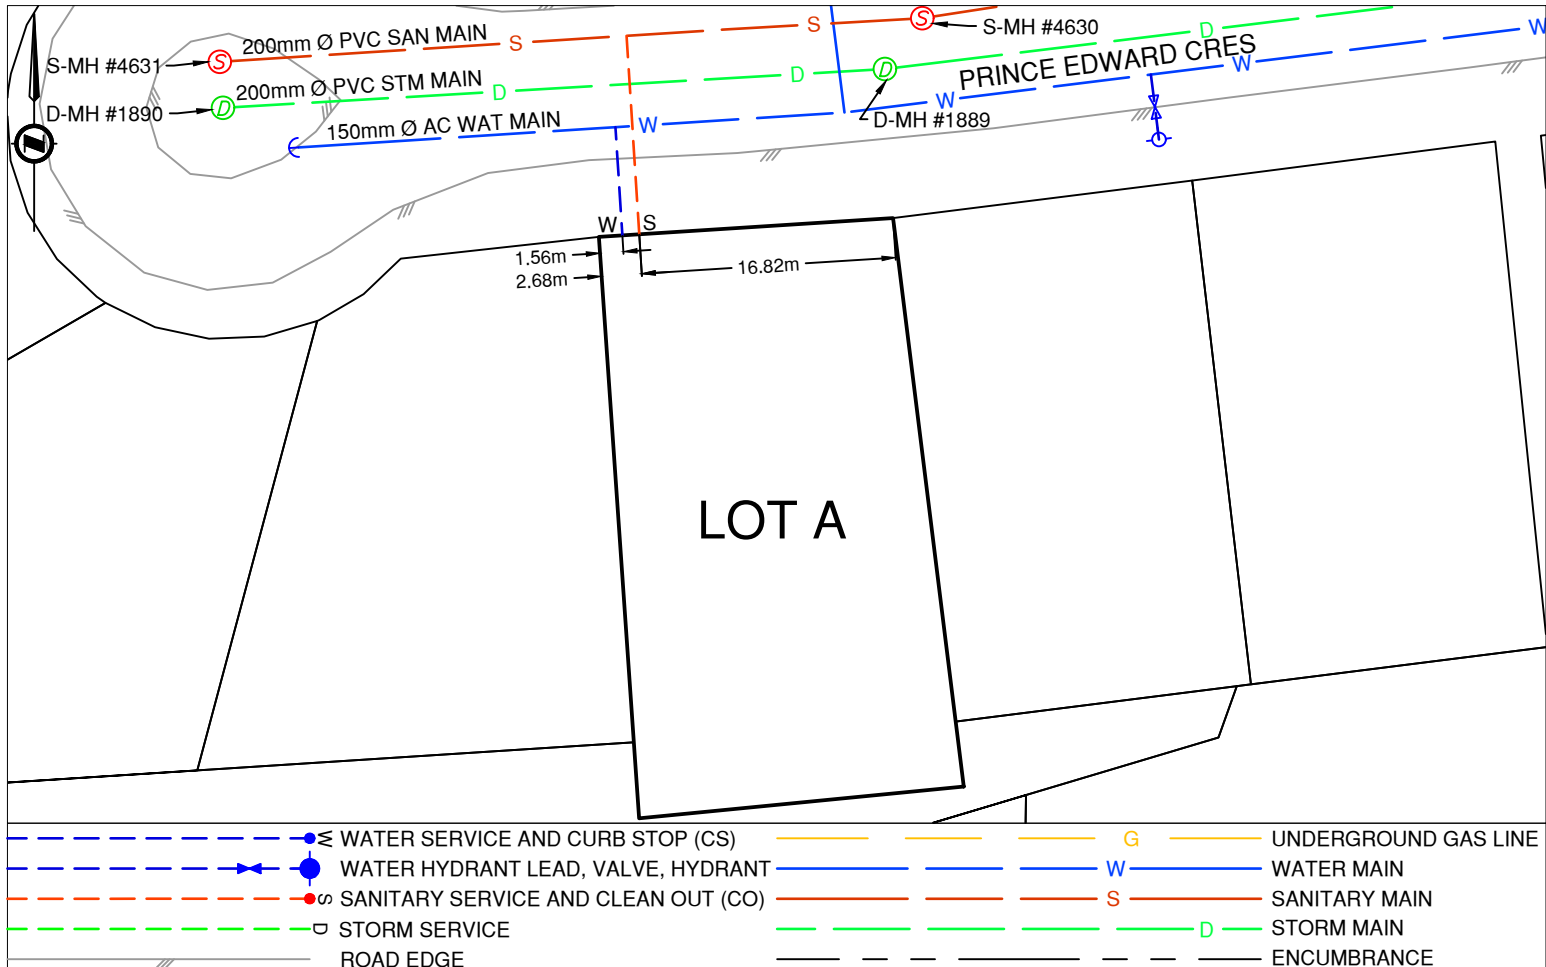 200mm Ø PVC SAN MAIN
S
S
S
S
S-MH #4630
S-MH #4631
200mm Ø PVC STM MAIN
D
D
D
D
D
D-MH #1890
D-MH #1889
PRINCE EDWARD CRES
W
W
W
W
150mm Ø AC WAT MAIN
W S
1.56m
2.68m
16.82m
LOT A
W WATER SERVICE AND CURB STOP (CS)
WATER HYDRANT LEAD, VALVE, HYDRANT
S SANITARY SERVICE AND CLEAN OUT (CO)
D STORM SERVICE
ROAD EDGE
G UNDERGROUND GAS LINE
W WATER MAIN
S SANITARY MAIN
D STORM MAIN
ENCUMBRANCE